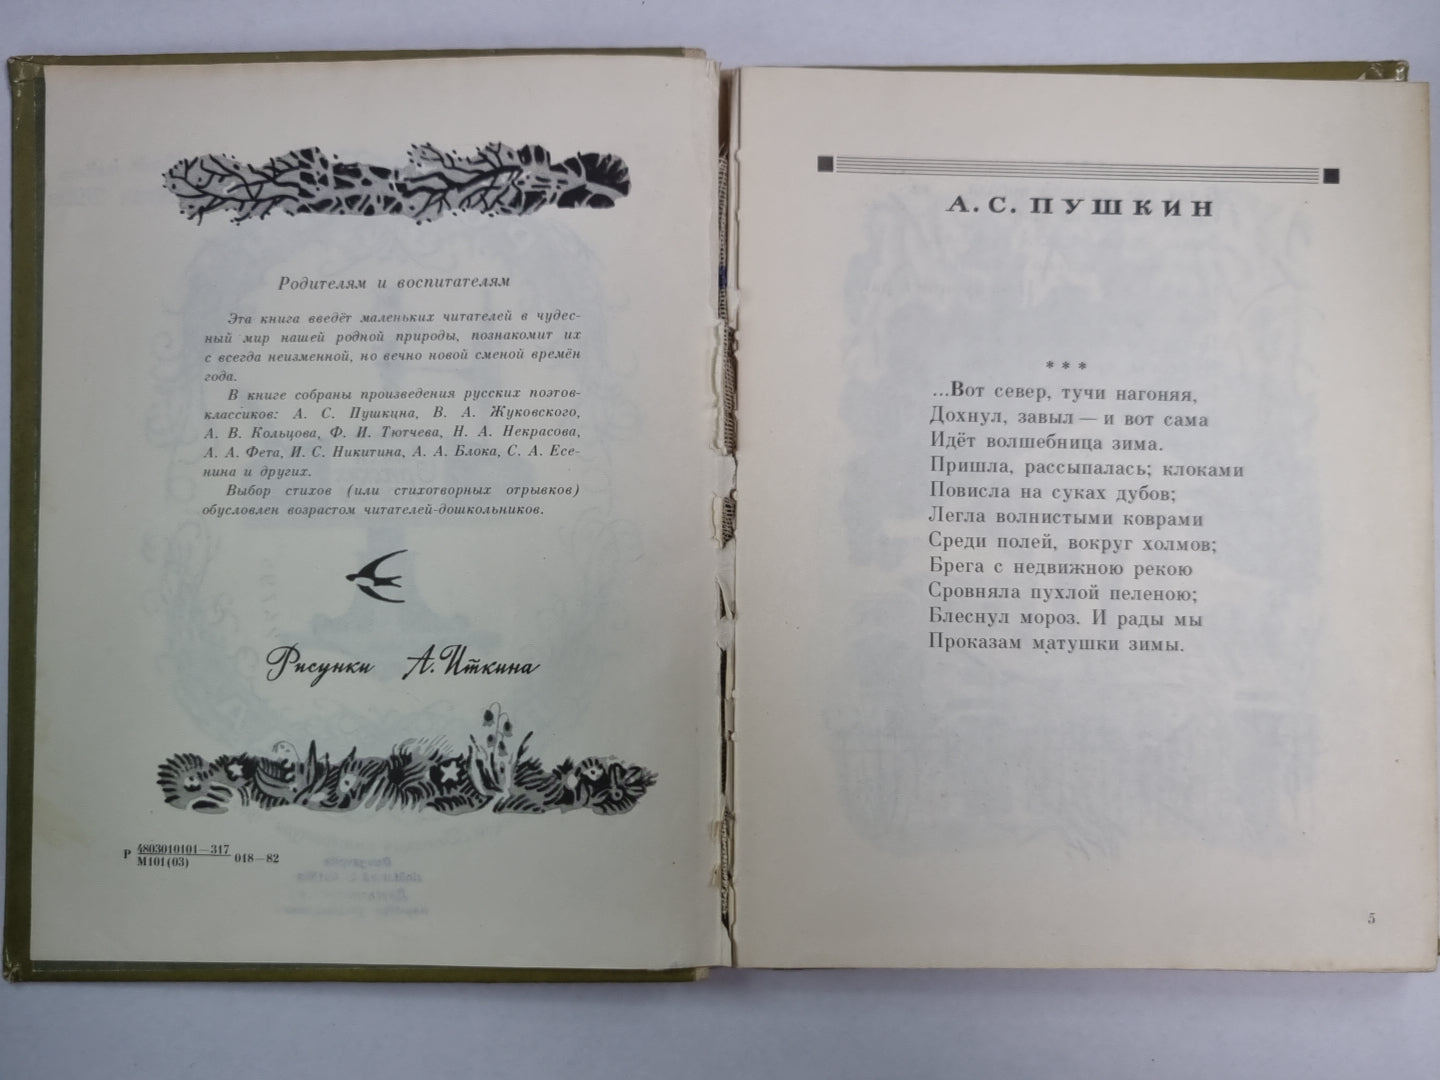 Родителям и воспитателям
Эта книга введёт маленьких читателей в чудес-
ный мир нашей родной природы, познакомит их
с всегда неизменной, но вечно новой сменой времён
года.
В книге собраны произведения русских поэтов-
классиков: А. С. Пушкина, В. А. Жуковского,
А. В. Кольцова, Ф. И. Тютчева, Н. А. Некрасова,
А. А. Фета, И. С. Никитина, А. А. Блока, С. А. Есе-
нина и других.
Выбор стихов (или стихотворных отрывков)
обусловлен возрастом читателей-дошкольников.
Рисунки А. Иткина
Р 4803010101—317
М101(03) 018—82
А. С. ПУШКИН
* * *
...Вот север, тучи нагоняя,
Дохнул, завыл — и вот сама
Идёт волшебница зима.
Пришла, рассыпалась; клоками
Повисла на суках дубов;
Легла волнистыми коврами
Среди полей, вокруг холмов;
Брега с недвижною рекою
Сровняла пухлой пеленою;
Блеснул мороз. И рады мы
Проказам матушки зимы.
5